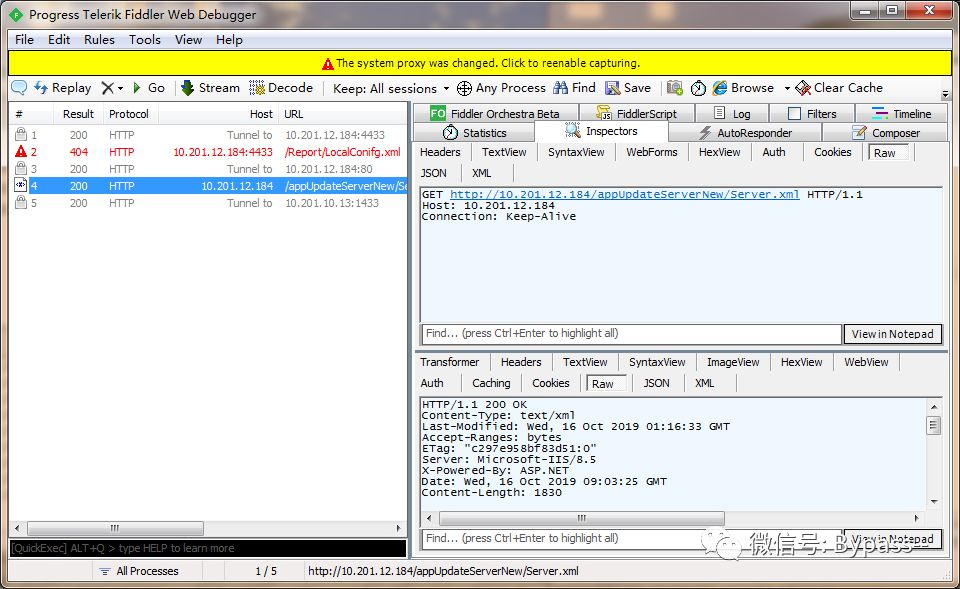 Progress Telerik Fiddler Web Debugger
File Edit Rules Tools View Help
The system proxy was changed. Click to reenable capturing.
Replay Go Stream Decode Keep: All sessions Any Process Find Save Browse Clear Cache
# Result Protocol Host URL
1 200 HTTP Tunnel to 10.201.12.184:4433
2 404 HTTP 10.201.12.184:4433 /Report/LocalConifg.xml
3 200 HTTP Tunnel to 10.201.12.184:80
4 200 HTTP 10.201.12.184 /appUpdateServerNew/Se
5 200 HTTP Tunnel to 10.201.10.13:1433
[QuickExec] ALT+Q > type HELP to learn more
FO Fiddler Orchestra Beta FiddlerScript Log Filters Timeline
Statistics Inspectors AutoResponder Composer
Headers TextView SyntaxView WebForms HexView Auth Cookies Raw
JSON XML
GET http://10.201.12.184/appUpdateServerNew/Server.xml HTTP/1.1
Host: 10.201.12.184
Connection: Keep-Alive
Find... (press Ctrl+Enter to highlight all) View in Notepad
Transformer Headers TextView SyntaxView ImageView HexView WebView
Auth Caching Cookies Raw JSON XML
HTTP/1.1 200 OK
Content-Type: text/xml
Last-Modified: Wed, 16 Oct 2019 01:16:33 GMT
Accept-Ranges: bytes
ETag: "c297e958bf83d51:0"
Server: Microsoft-IIS/8.5
X-Powered-By: ASP.NET
Date: Wed, 16 Oct 2019 09:03:25 GMT
Content-Length: 1830
Find... (press Ctrl+Enter to highlight all) View in Notepad
微信号: Bypass--
All Processes 1 / 5 http://10.201.12.184/appUpdateServerNew/Server.xml